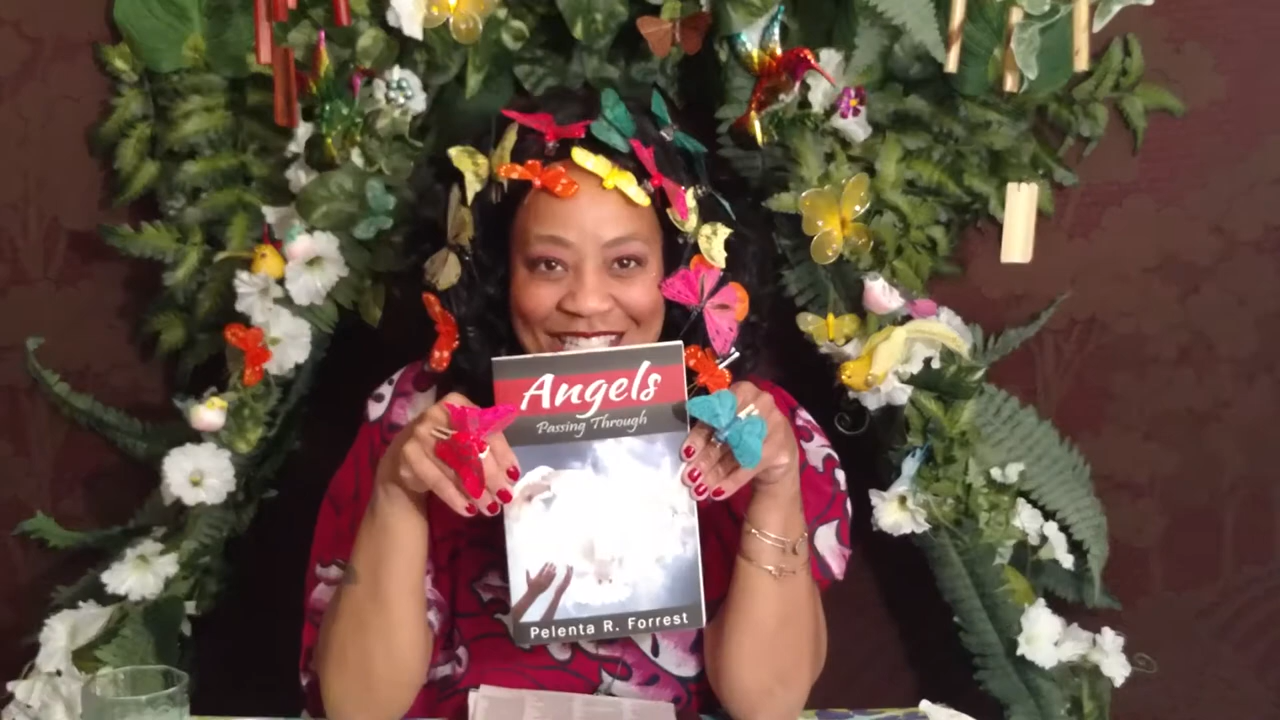 Angels
Passing Through
Pelenta R. Forrest